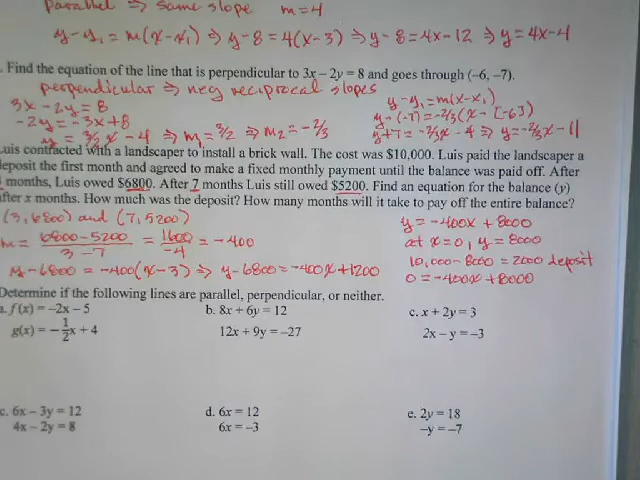 Parallel ⇒ same slope m=4
y-y₁ = m(x-x₁) ⇒ y-8 = 4(x-3) ⇒ y-8=4x-12 ⇒ y=4x-4
. Find the equation of the line that is perpendicular to 3x – 2y = 8 and goes through (–6, –7).
perpendicular ⇒ neg reciprocal slopes
3x -2y = 8
-2y = -3x+8
y = 3/2 x - 4 ⇒ m₁ = 3/2 ⇒ m₂ = -2/3
y-y₁=m(x-x₁)
y-(-7)=-2/3(x-[-6])
y+7=-2/3x-4 ⇒ y=-2/3x-11
Luis contracted with a landscaper to install a brick wall. The cost was $10,000. Luis paid the landscaper a
deposit the first month and agreed to make a fixed monthly payment until the balance was paid off. After
months, Luis owed $6800. After 7 months Luis still owed $5200. Find an equation for the balance (y)
after x months. How much was the deposit? How many months will it take to pay off the entire balance?
(3,6800) and (7,5200)
m = 6800-5200/3-7 = 1600/-4 = -400
y-6800 = -400(x-3) ⇒ y-6800=-400x+1200
y = -400x + 8000
at x=0, y = 8000
10,000-8000 = 2000 deposit
0 = -400x + 8000
Determine if the following lines are parallel, perpendicular, or neither.
a. f(x) = –2x – 5
g(x) = –1/2x + 4
b. 8x + 6y = 12
12x + 9y = –27
c. x + 2y = 3
2x – y = –3
c. 6x – 3y = 12
4x – 2y = 8
d. 6x = 12
6x = –3
e. 2y = 18
–y = –7